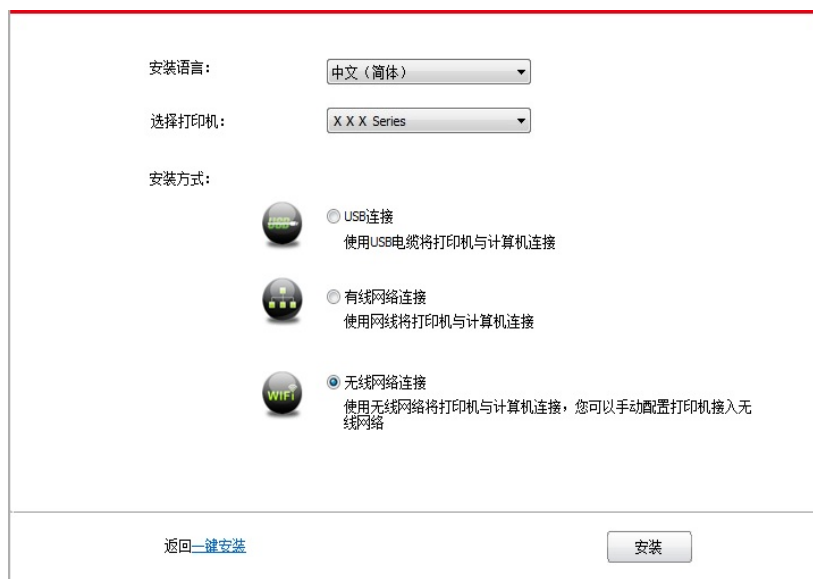 安装语言：
中文（简体）
选择打印机：
X X X Series
安装方式：
USB
USB连接
使用USB电缆将打印机与计算机连接
有线网络连接
使用网线将打印机与计算机连接
WiFi
无线网络连接
使用无线网络将打印机与计算机连接，您可以手动配置打印机接入无
线网络
返回一键安装
安装